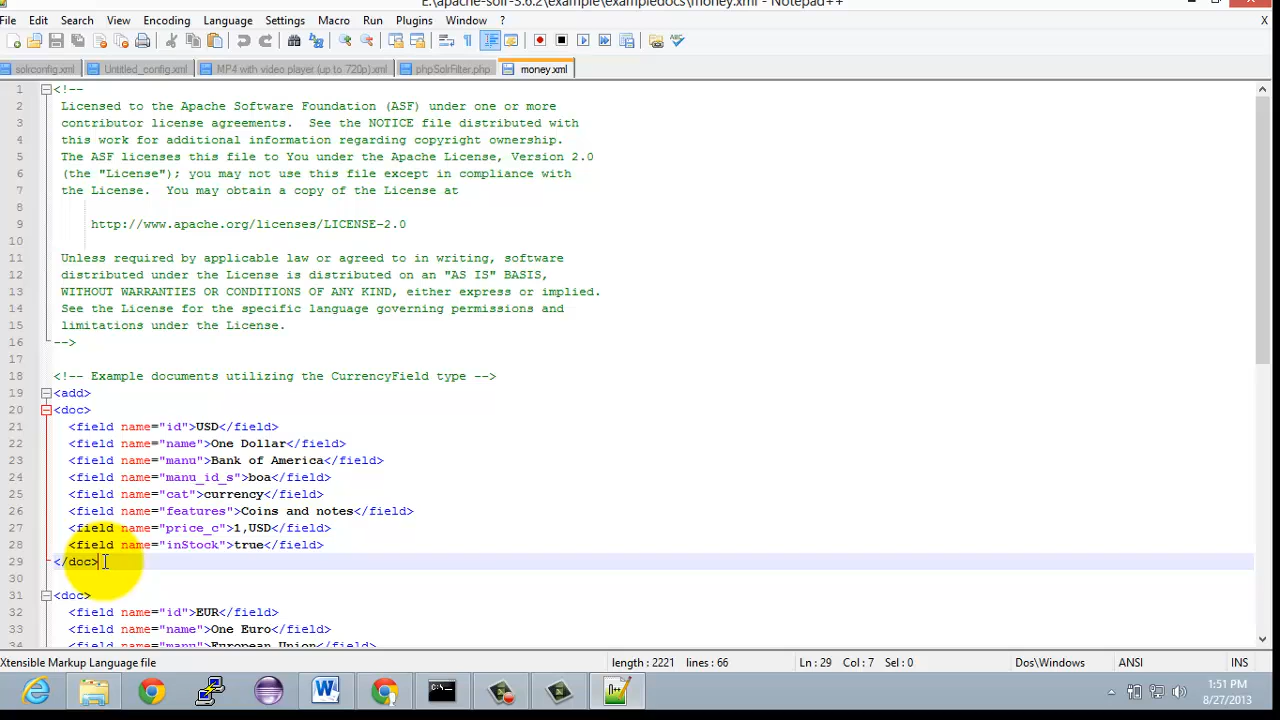 E:\apache-solr-3.6.2\example\exampledocs\money.xml - Notepad++
File Edit Search View Encoding Language Settings Macro Run Plugins Window ? X
solrconfig.xml Untitled_config.xml MP4 with video player (up to 720p).xml phpSolrFilter.php money.xml
1 <!--
2 Licensed to the Apache Software Foundation (ASF) under one or more
3 contributor license agreements.  See the NOTICE file distributed with
4 this work for additional information regarding copyright ownership.
5 The ASF licenses this file to You under the Apache License, Version 2.0
6 (the "License"); you may not use this file except in compliance with
7 the License.  You may obtain a copy of the License at
8
9 http://www.apache.org/licenses/LICENSE-2.0
10
11 Unless required by applicable law or agreed to in writing, software
12 distributed under the License is distributed on an "AS IS" BASIS,
13 WITHOUT WARRANTIES OR CONDITIONS OF ANY KIND, either express or implied.
14 See the License for the specific language governing permissions and
15 limitations under the License.
16 -->
17
18 <!-- Example documents utilizing the CurrencyField type -->
19 <add>
20 <doc>
21 <field name="id">USD</field>
22 <field name="name">One Dollar</field>
23 <field name="manu">Bank of America</field>
24 <field name="manu_id_s">boa</field>
25 <field name="cat">currency</field>
26 <field name="features">Coins and notes</field>
27 <field name="price_c">1,USD</field>
28 <field name="inStock">true</field>
29 </doc>
30
31 <doc>
32 <field name="id">EUR</field>
33 <field name="name">One Euro</field>
34 <field name="manu">European Union</field>
Xtensible Markup Language file length : 2221 lines : 66 Ln : 29 Col : 7 Sel : 0 Dos\Windows ANSI INS
1:51 PM
8/27/2013